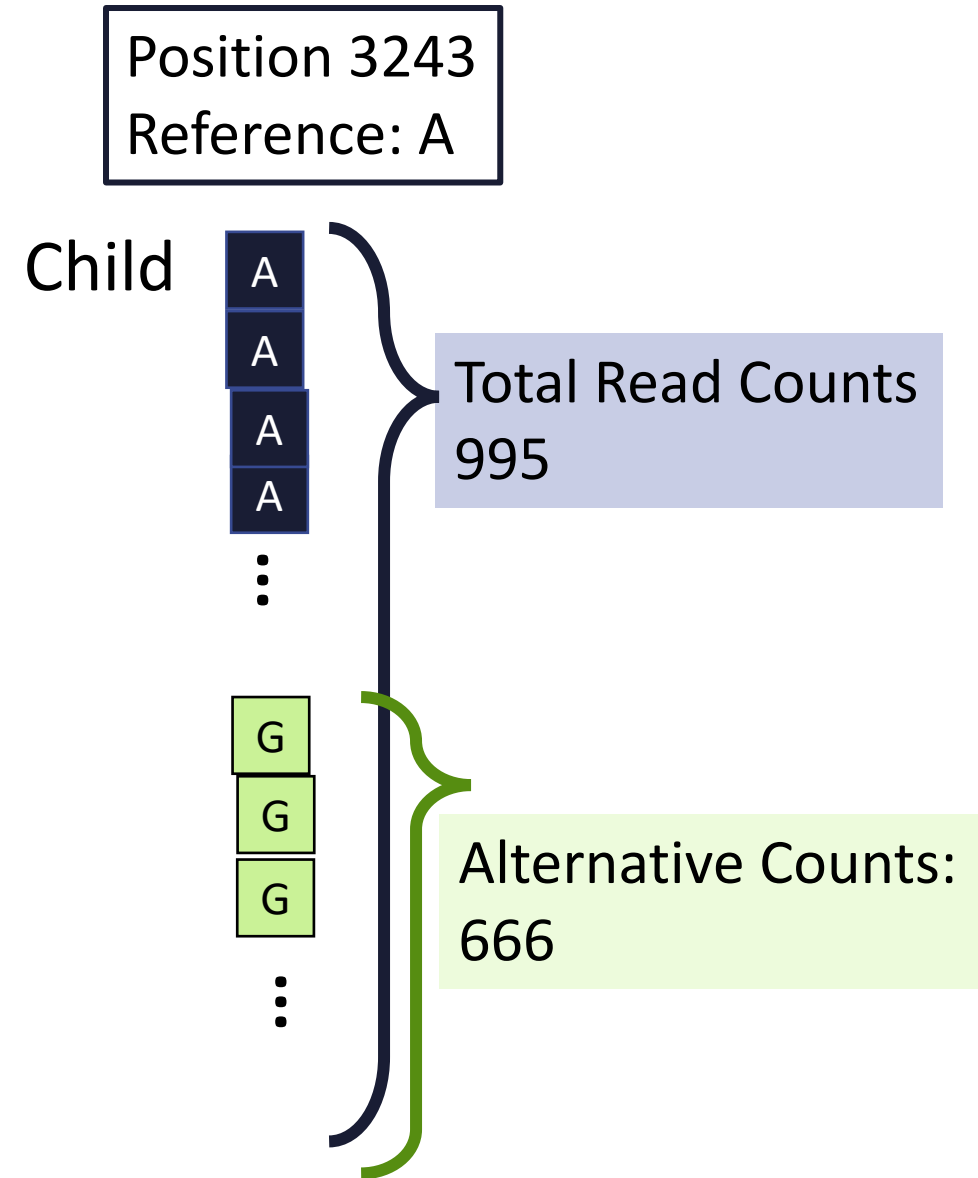 Position 3243
Reference: A
Child
A
A
A
A
Total Read Counts
995
G
G
G
Alternative Counts:
666